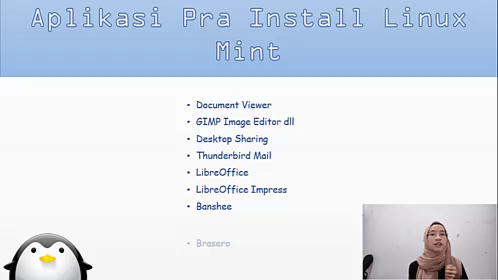 Aplikasi Pra Install Linux
Mint
• Document Viewer
• GIMP Image Editor dll
• Desktop Sharing
• Thunderbird Mail
• LibreOffice
• LibreOffice Impress
• Banshee
• Brasero